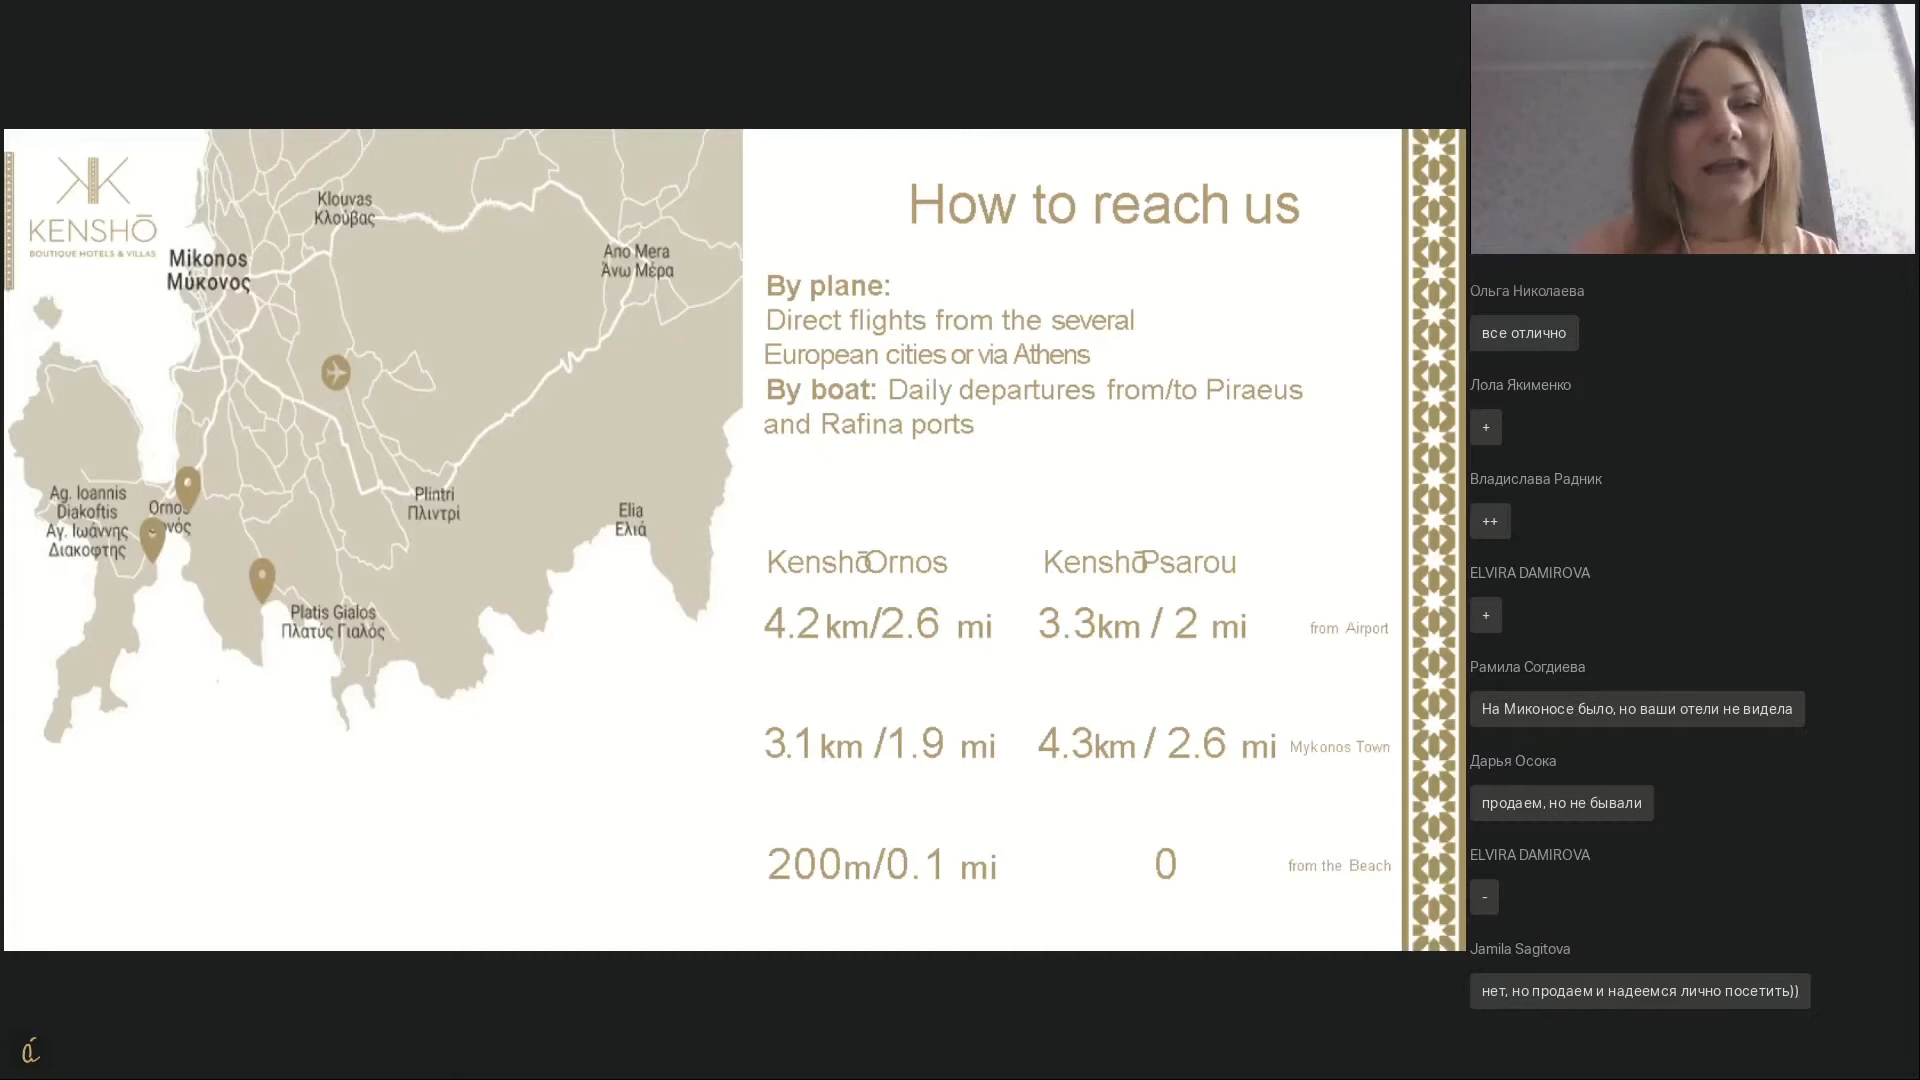 KENSHŌ
BOUTIQUE HOTELS & VILLAS
Klouvas
Κλούβας
Mikonos
Μύκονος
Ano Mera
Άνω Μέρα
Ag. Ioannis
Diakoftis
Αγ. Ιωάννης
Διακοφτης
Ornos
νός
Plintri
Πλιντρί
Elia
Ελιά
Platis Gialos
Πλατύς Γιαλός
How to reach us
By plane:
Direct flights from the several
European cities or via Athens
By boat: Daily departures from/to Piraeus
and Rafina ports
Kenshō Ornos Kenshō Psarou
4.2 km/2.6 mi 3.3km / 2 mi from Airport
3.1 km /1.9 mi 4.3km / 2.6 mi Mykonos Town
200m/0.1 mi 0 from the Beach
Ольга Николаева
все отлично
Лола Якименко
+
Владислава Радник
++
ELVIRA DAMIROVA
+
Рамила Согдиева
На Миконосе было, но ваши отели не видела
Дарья Осока
продаем, но не бывали
ELVIRA DAMIROVA
-
Jamila Sagitova
нет, но продаем и надеемся лично посетить))
á